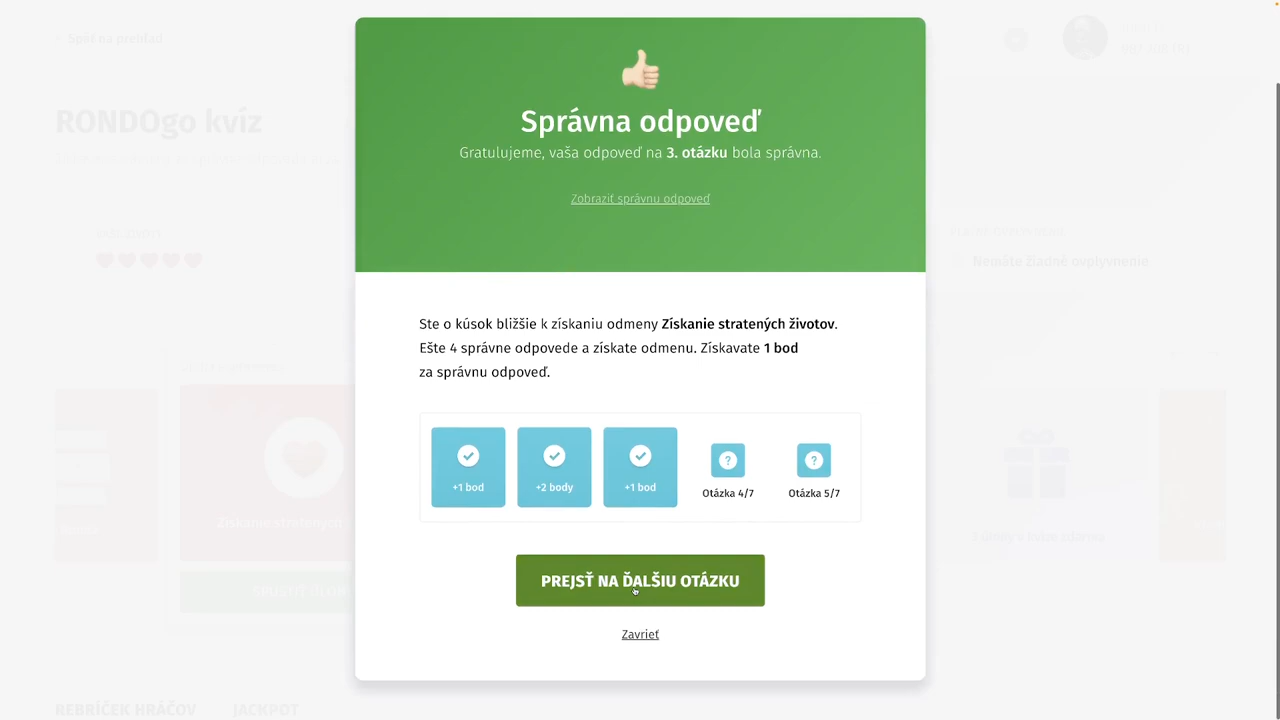 Späť na prehľad
RONDOgo kvíz
Správna odpoveď
Gratulujeme, vaša odpoveď na 3. otázku bola správna.
Zobraziť správnu odpoveď
Nemáte žiadne ovplyvnenie
Ste o kúsok bližšie k získaniu odmeny Získanie stratených životov.
Ešte 4 správne odpovede a získate odmenu. Získavate 1 bod
za správnu odpoveď.
+1 bod
+2 body
+1 bod
?
Otázka 4/7
?
Otázka 5/7
Získanie stratených
PREJSŤ NA ĎALŠIU OTÁZKU
Zavrieť
REBRÍČEK HRÁČOV
JACKPOT